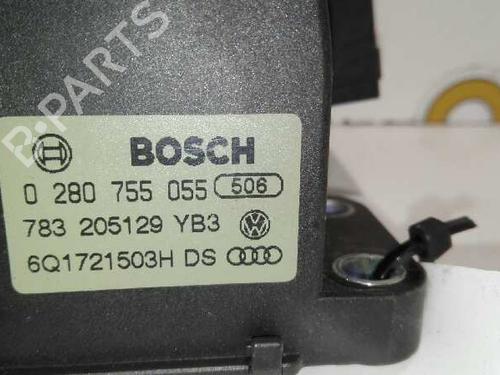 B-PARTS
BOSCH
0 280 755 055 506
783 205129 YB3
6Q1721503H DS